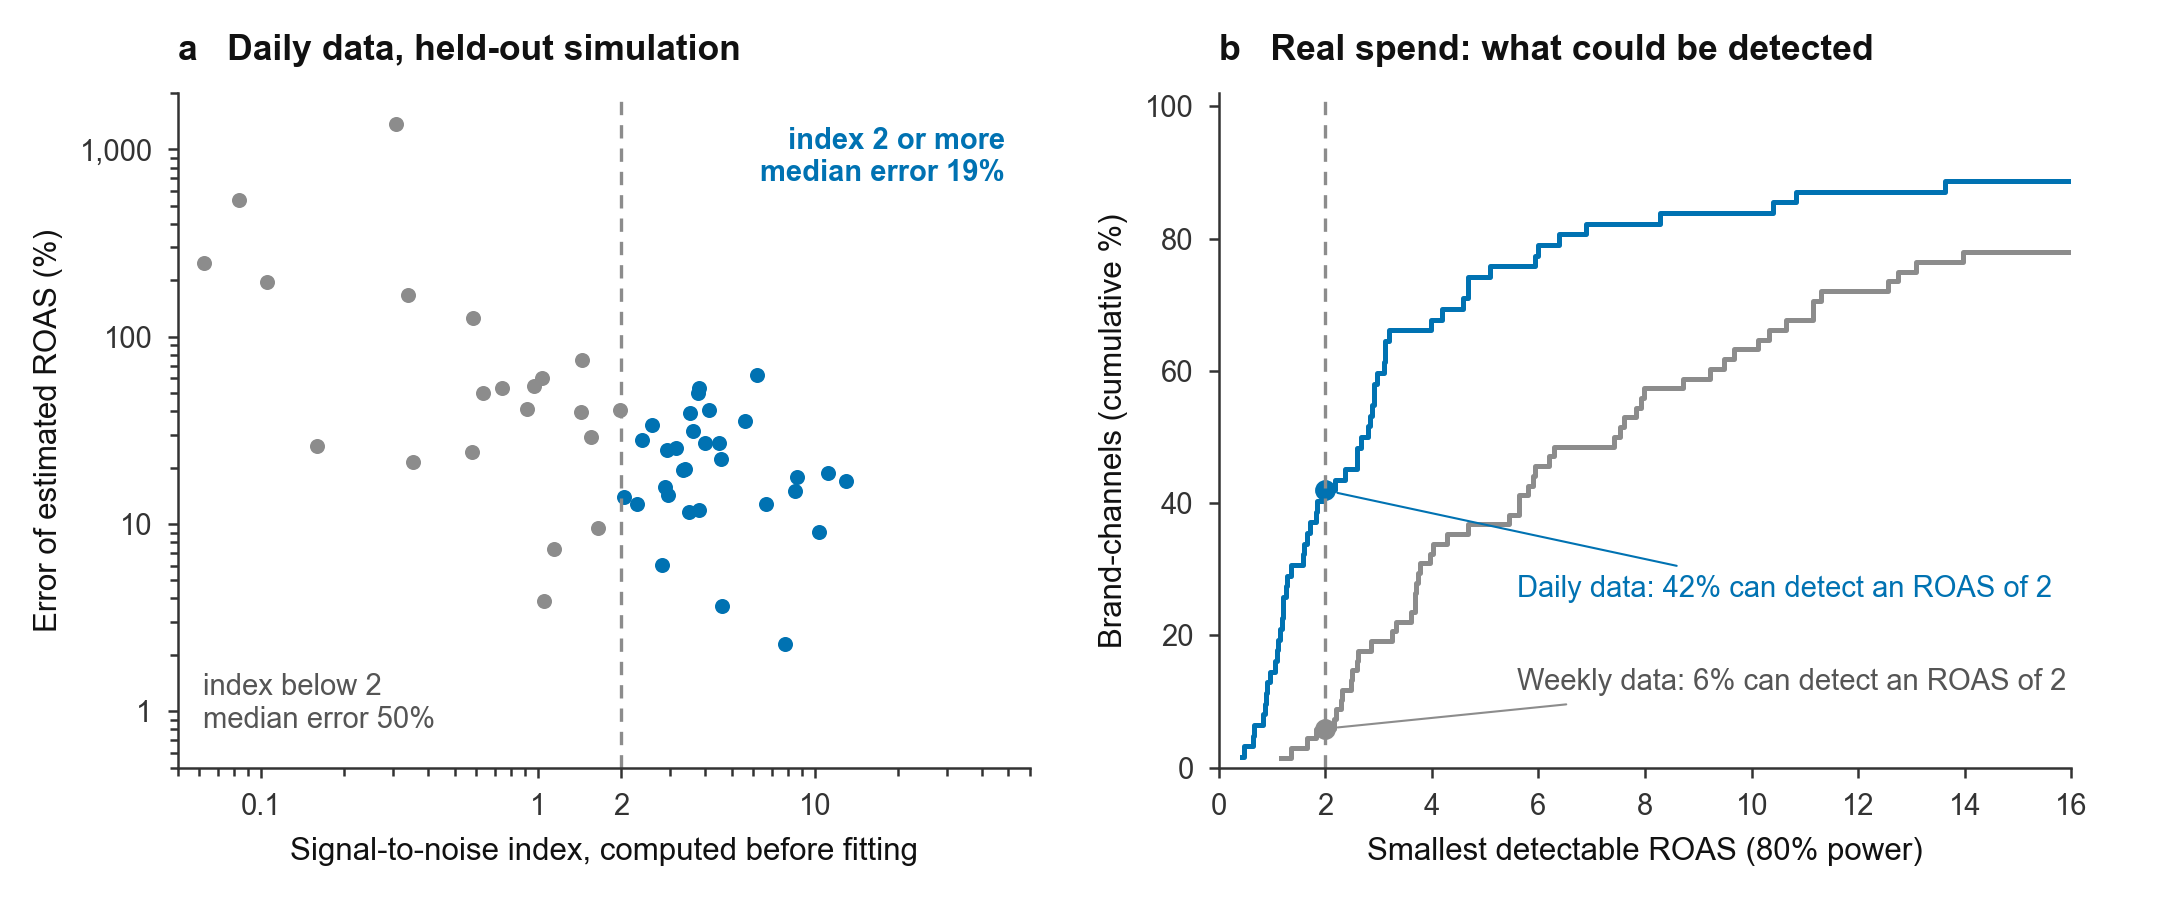 a Daily data, held-out simulation
1,000
100
10
1
Error of estimated ROAS (%)
index 2 or more
median error 19%
index below 2
median error 50%
0.1
1
2
10
Signal-to-noise index, computed before fitting
b Real spend: what could be detected
100
80
60
40
20
0
Brand-channels (cumulative %)
Daily data: 42% can detect an ROAS of 2
Weekly data: 6% can detect an ROAS of 2
0
2
4
6
8
10
12
14
16
Smallest detectable ROAS (80% power)